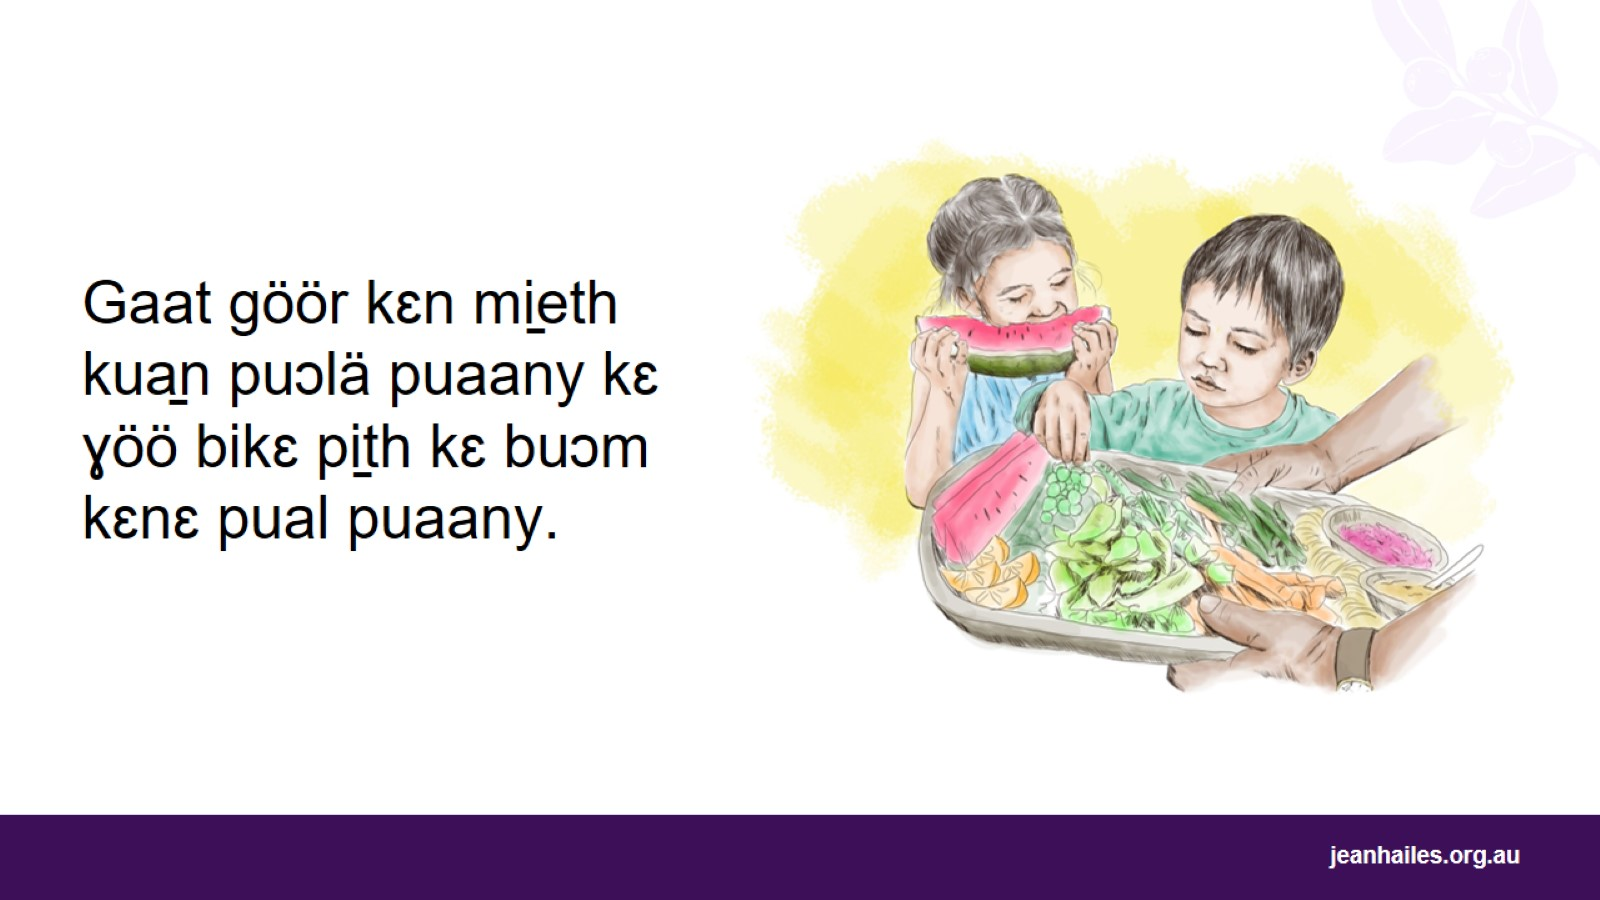 Gaat göör kɛn mi̱eth
kua̱n puɔlä puaany kɛ
ɣöö bikɛ pi̱th kɛ buɔm
kɛnɛ pual puaany.
jeanhailes.org.au